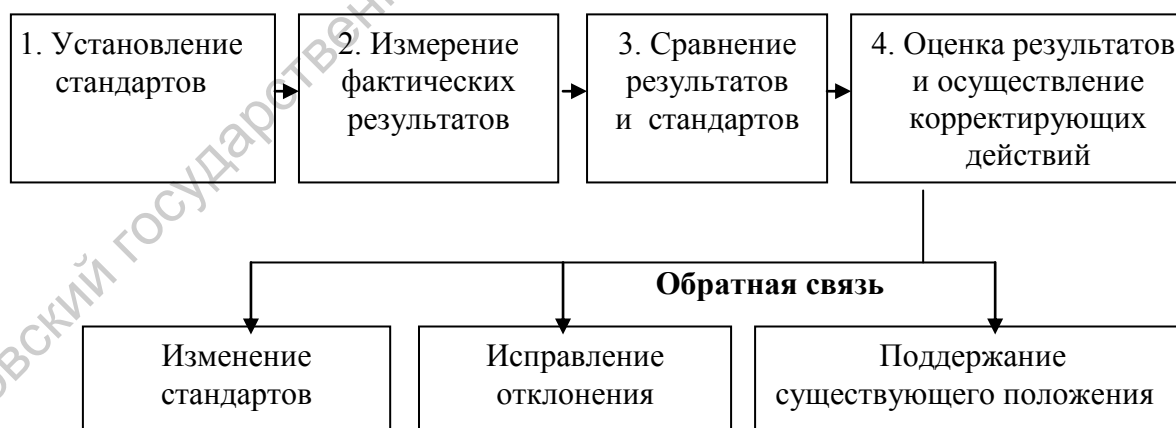 1. Установление
стандартов
2. Измерение
фактических
результатов
3. Сравнение
результатов
и стандартов
4. Оценка результатов
и осуществление
корректирующих
действий
Обратная связь
Изменение
стандартов
Исправление
отклонения
Поддержание
существующего положения